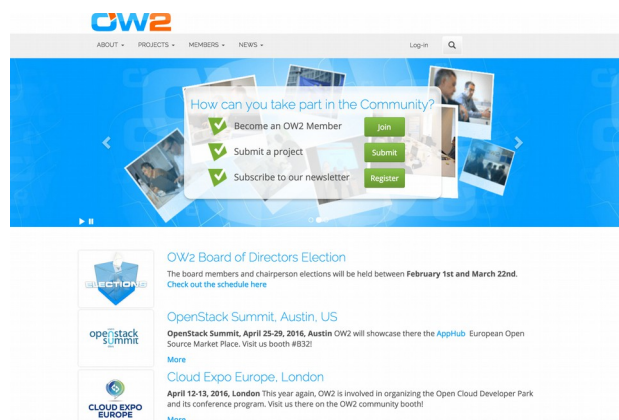 OW2
ABOUT PROJECTS MEMBERS NEWS Log-in
How can you take part in the Community?
Become an OW2 Member Join
Submit a project Submit
Subscribe to our newsletter Register
ELECTIONS
OW2 Board of Directors Election
The board members and chairperson elections will be held between February 1st and March 22nd.
Check out the schedule here
openstack
summit
OpenStack Summit, Austin, US
OpenStack Summit, April 25-29, 2016, Austin OW2 will showcase there the AppHub European Open
Source Market Place. Visit us booth #B32!
More
CLOUD EXPO
EUROPE
Cloud Expo Europe, London
April 12-13, 2016, London This year again, OW2 is involved in organizing the Open Cloud Developer Park
and its conference program. Visit us there on the OW2 community booth!
More